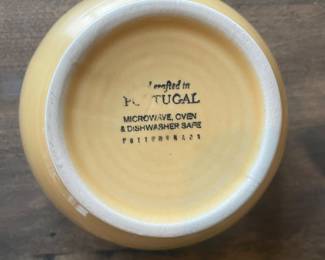 crafted in
PORTUGAL
MICROWAVE, OVEN
& DISHWASHER SAFE